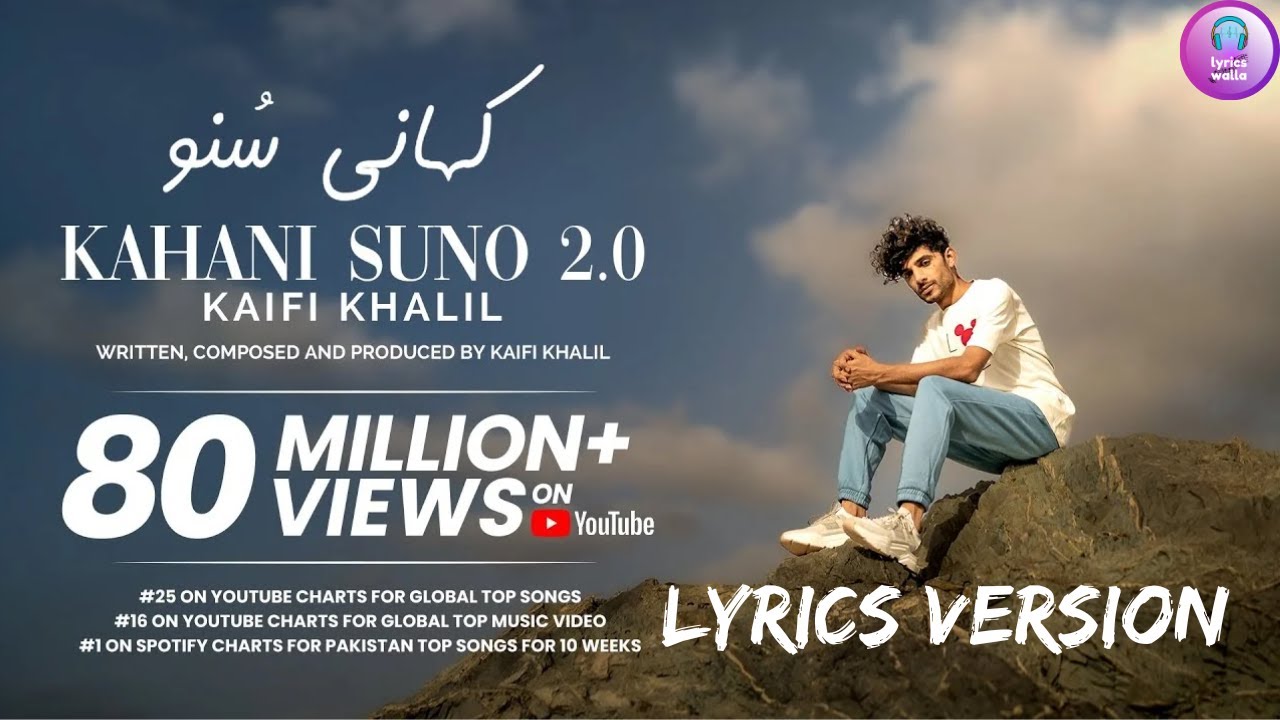 lyrics
walla
کہانی سُنو
KAHANI SUNO 2.0
KAIFI KHALIL
WRITTEN, COMPOSED AND PRODUCED BY KAIFI KHALIL
80 MILLION+
VIEWS ON
YouTube
#25 ON YOUTUBE CHARTS FOR GLOBAL TOP SONGS
#16 ON YOUTUBE CHARTS FOR GLOBAL TOP MUSIC VIDEO
#1 ON SPOTIFY CHARTS FOR PAKISTAN TOP SONGS FOR 10 WEEKS
LYRICS VERSION